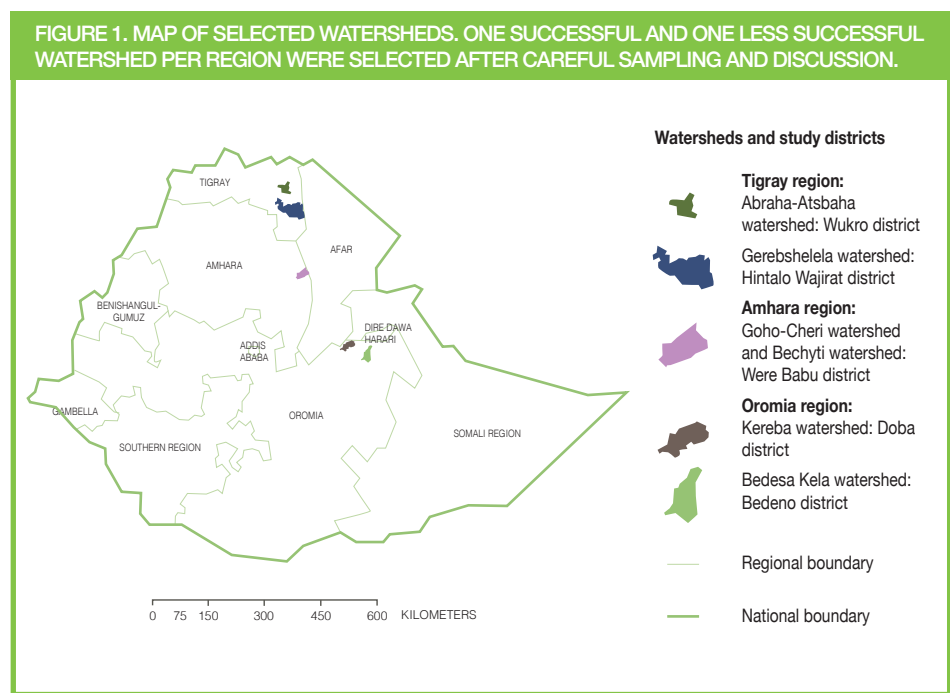 FIGURE 1. MAP OF SELECTED WATERSHEDS. ONE SUCCESSFUL AND ONE LESS SUCCESSFUL
WATERSHED PER REGION WERE SELECTED AFTER CAREFUL SAMPLING AND DISCUSSION.
TIGRAY
AFAR
AMHARA
BENISHANGUL-
GUMUZ
DIRE DAWA
HARARI
ADDIS
ABABA
GAMBELLA
OROMIA
SOMALI REGION
SOUTHERN REGION
0 75 150 300 450 600 KILOMETERS
Watersheds and study districts
Tigray region:
Abraha-Atsbaha
watershed: Wukro district
Gerebshelela watershed:
Hintalo Wajirat district
Amhara region:
Goho-Cheri watershed
and Bechyti watershed:
Were Babu district
Oromia region:
Kereba watershed: Doba
district
Bedesa Kela watershed:
Bedeno district
Regional boundary
National boundary